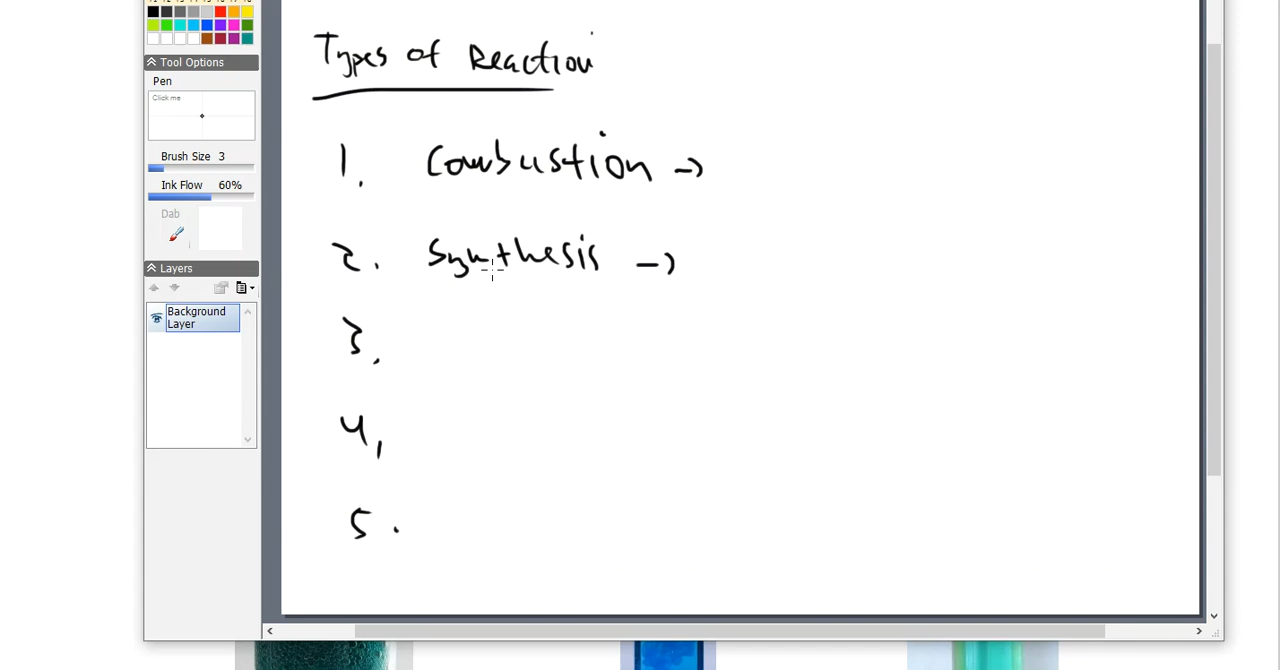 Tool Options
Pen
Click me
Brush Size 3
Ink Flow 60%
Dab
Layers
Background
Layer
Types of Reaction
1. Combustion →
2. Synthesis →
3.
4.
5.